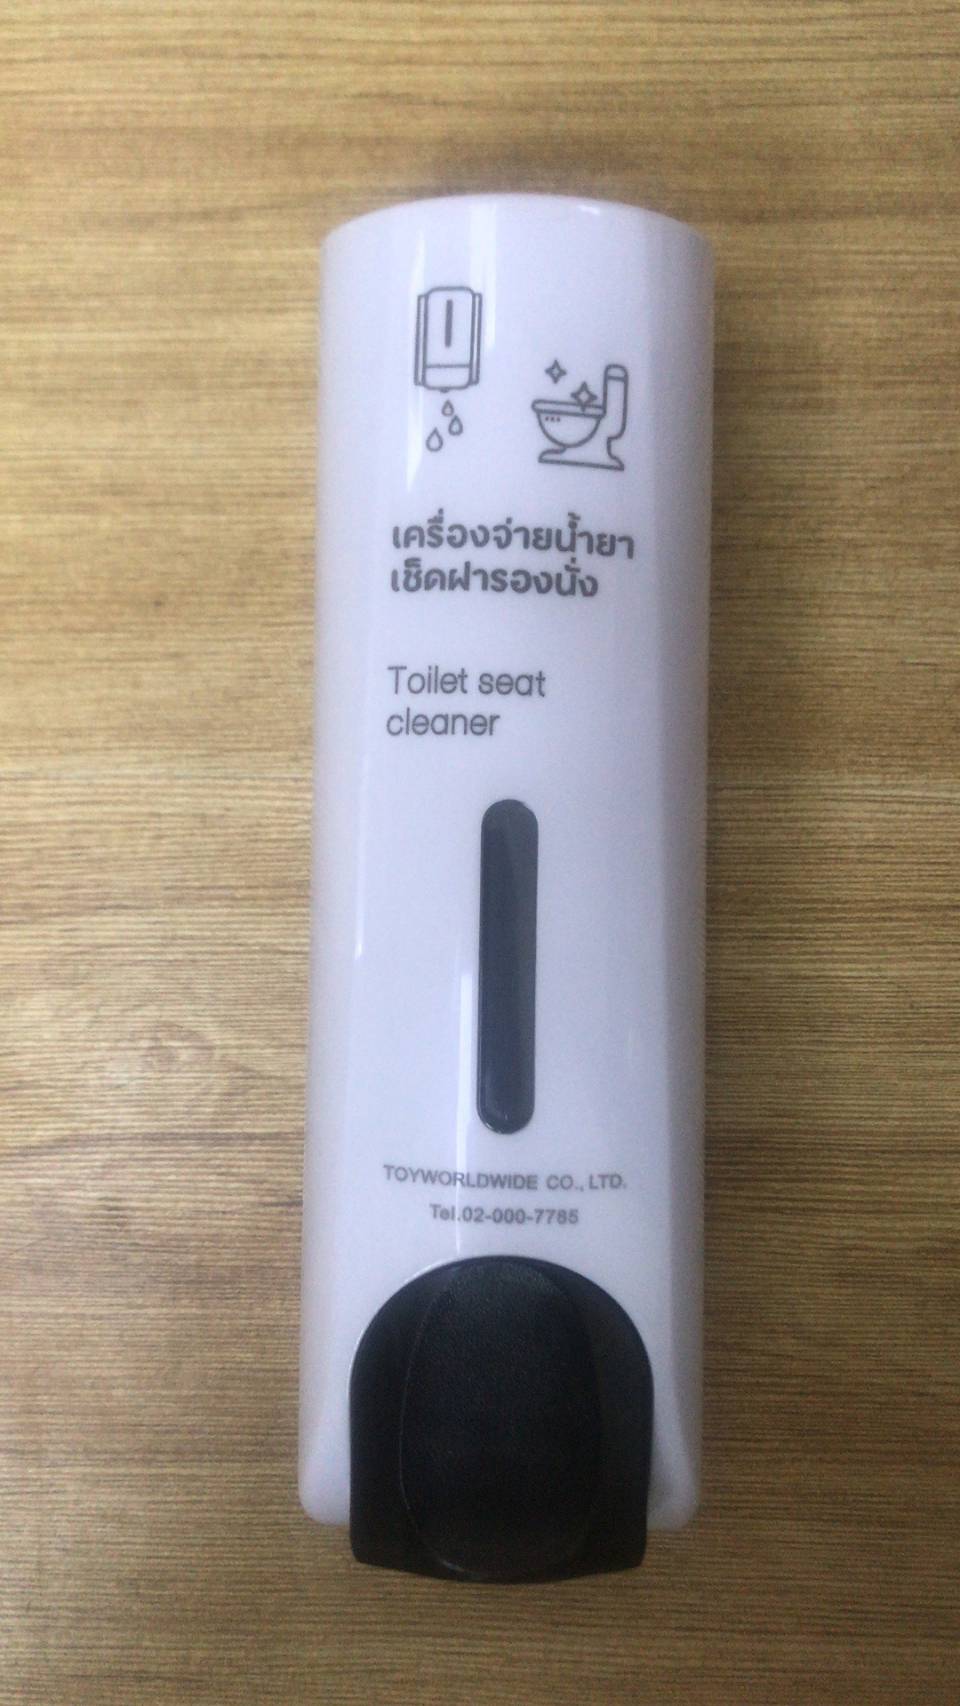 เครื่องจ่ายน้ำยา
เช็ดฝารองนั่ง
Toilet seat
cleaner
TOYWORLDWIDE CO., LTD.
Tel.02-000-7785